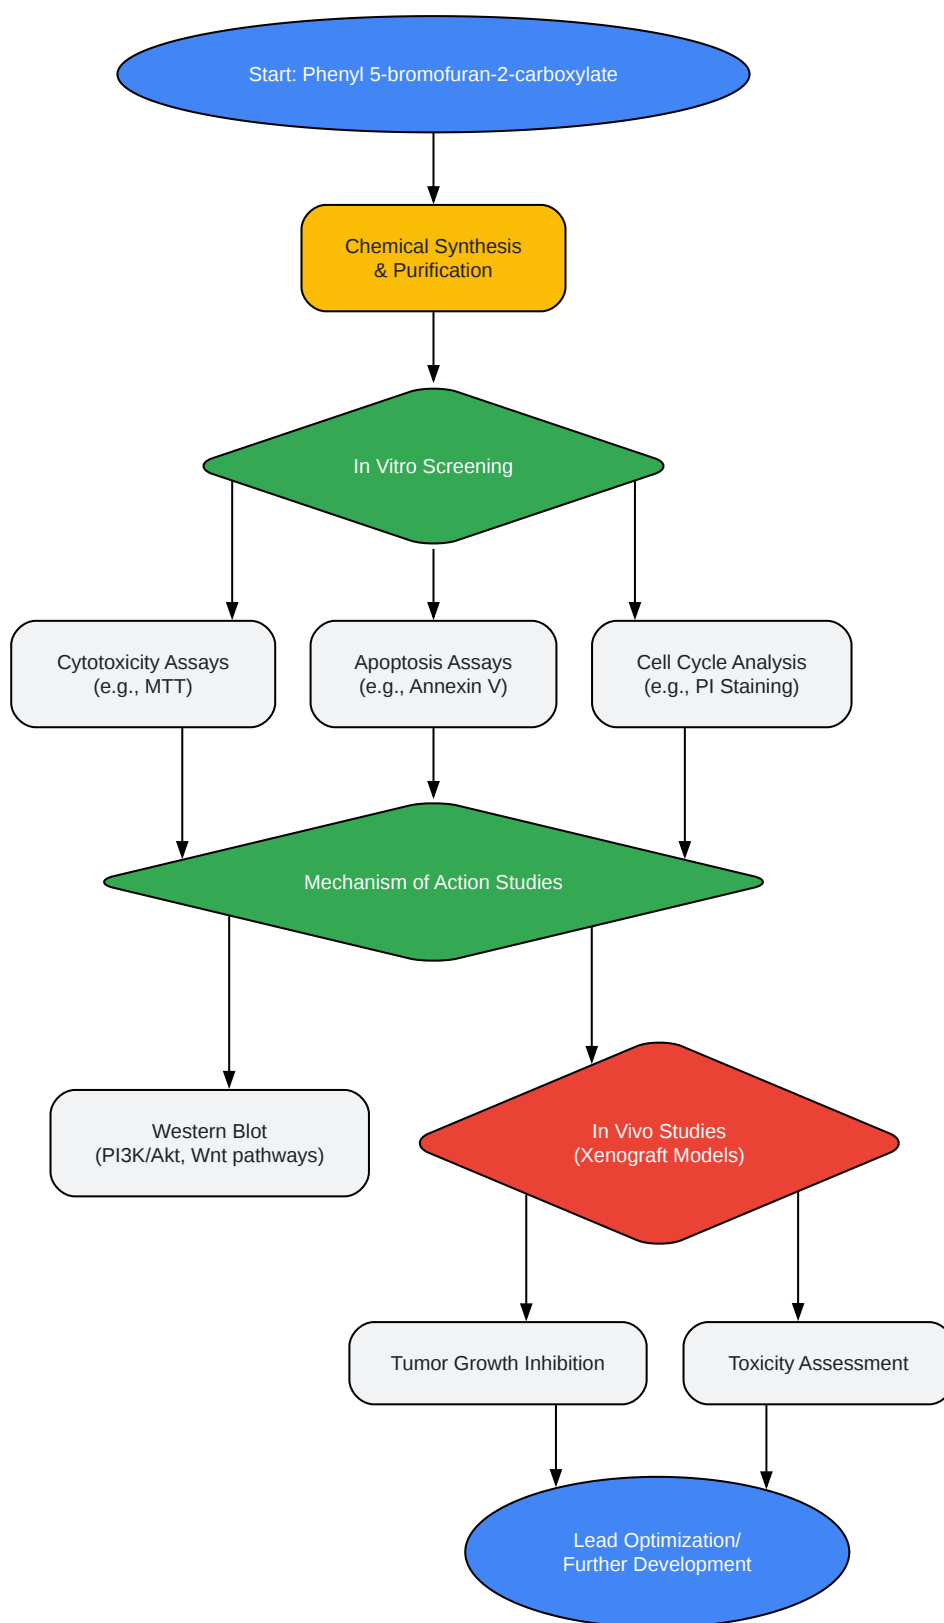 Start: Phenyl 5-bromofuran-2-carboxylate
Chemical Synthesis
& Purification
In Vitro Screening
Cytotoxicity Assays
(e.g., MTT)
Apoptosis Assays
(e.g., Annexin V)
Cell Cycle Analysis
(e.g., PI Staining)
Mechanism of Action Studies
Western Blot
(PI3K/Akt, Wnt pathways)
In Vivo Studies
(Xenograft Models)
Tumor Growth Inhibition
Toxicity Assessment
Lead Optimization/
Further Development